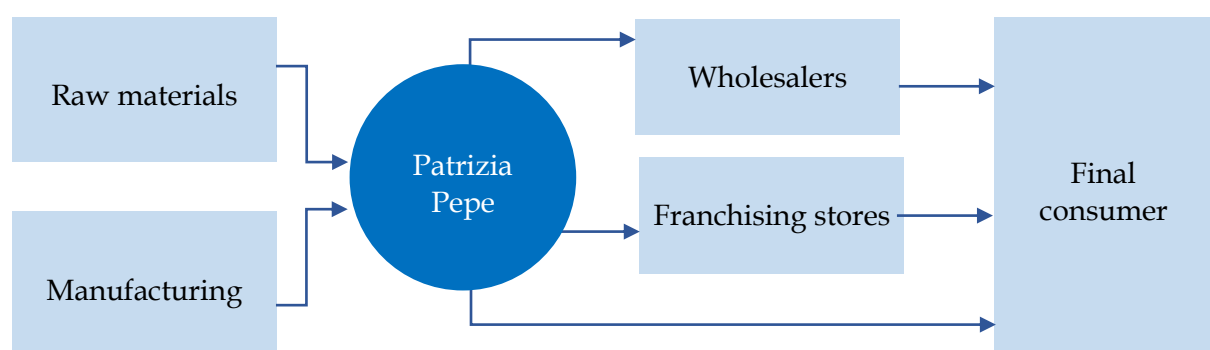 Raw materials
Manufacturing
Patrizia
Pepe
Wholesalers
Franchising stores
Final
consumer